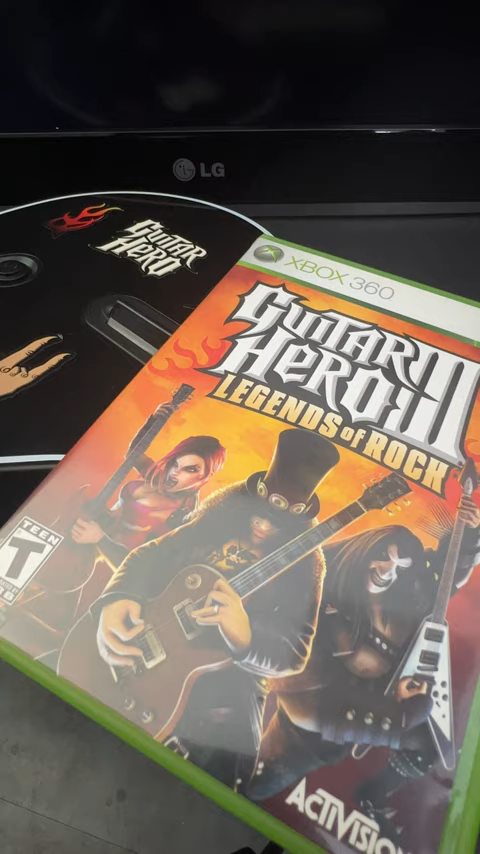 LG
GUITAR
HERO
XBOX 360
GUITAR
HERO III
LEGENDS of ROCK
TEEN
T
ACTIVISION